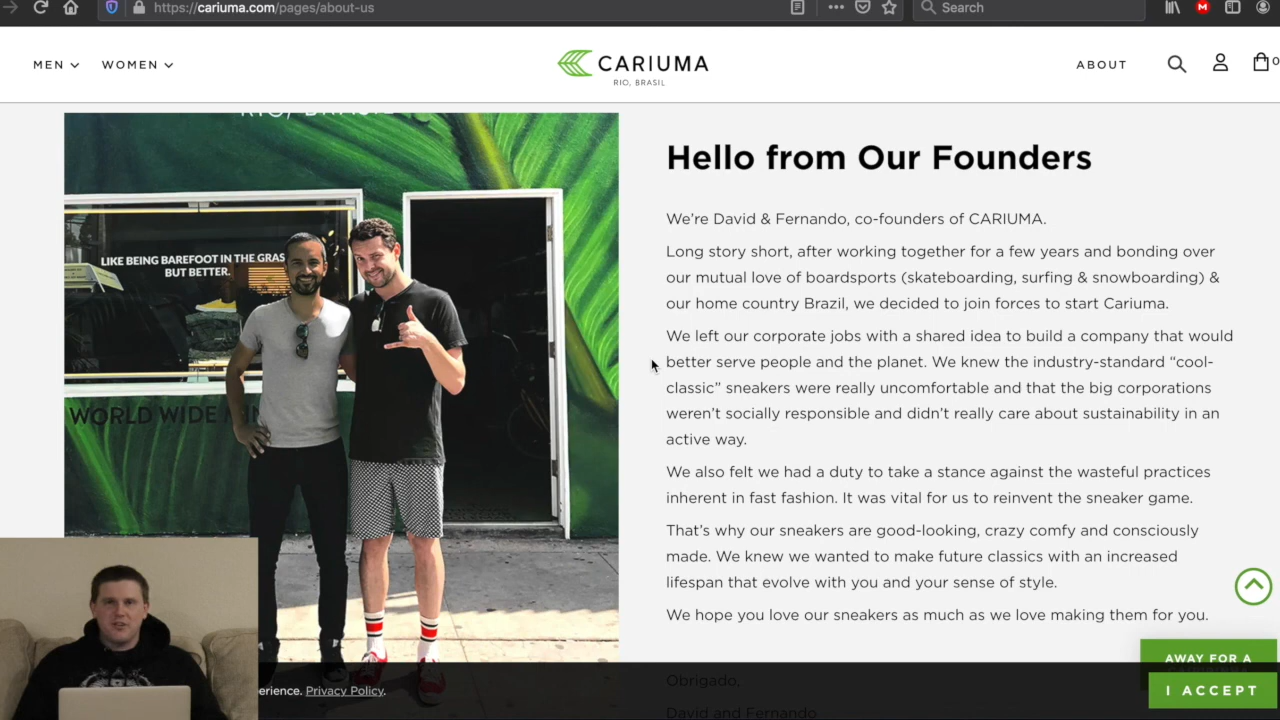 https://cariuma.com/pages/about-us
Search
MEN
WOMEN
CARIUMA
RIO, BRASIL
ABOUT
0
RIO, BRASIL
LIKE BEING BAREFOOT IN THE GRAS
BUT BETTER.
WORLD WIDE
Hello from Our Founders
We’re David & Fernando, co-founders of CARIUMA.
Long story short, after working together for a few years and bonding over
our mutual love of boardsports (skateboarding, surfing & snowboarding) &
our home country Brazil, we decided to join forces to start Cariuma.
We left our corporate jobs with a shared idea to build a company that would
better serve people and the planet. We knew the industry-standard “cool-
classic” sneakers were really uncomfortable and that the big corporations
weren’t socially responsible and didn’t really care about sustainability in an
active way.
We also felt we had a duty to take a stance against the wasteful practices
inherent in fast fashion. It was vital for us to reinvent the sneaker game.
That’s why our sneakers are good-looking, crazy comfy and consciously
made. We knew we wanted to make future classics with an increased
lifespan that evolve with you and your sense of style.
We hope you love our sneakers as much as we love making them for you.
Obrigado,
David and Fernando
AWAY FOR A
erience. Privacy Policy.
I ACCEPT